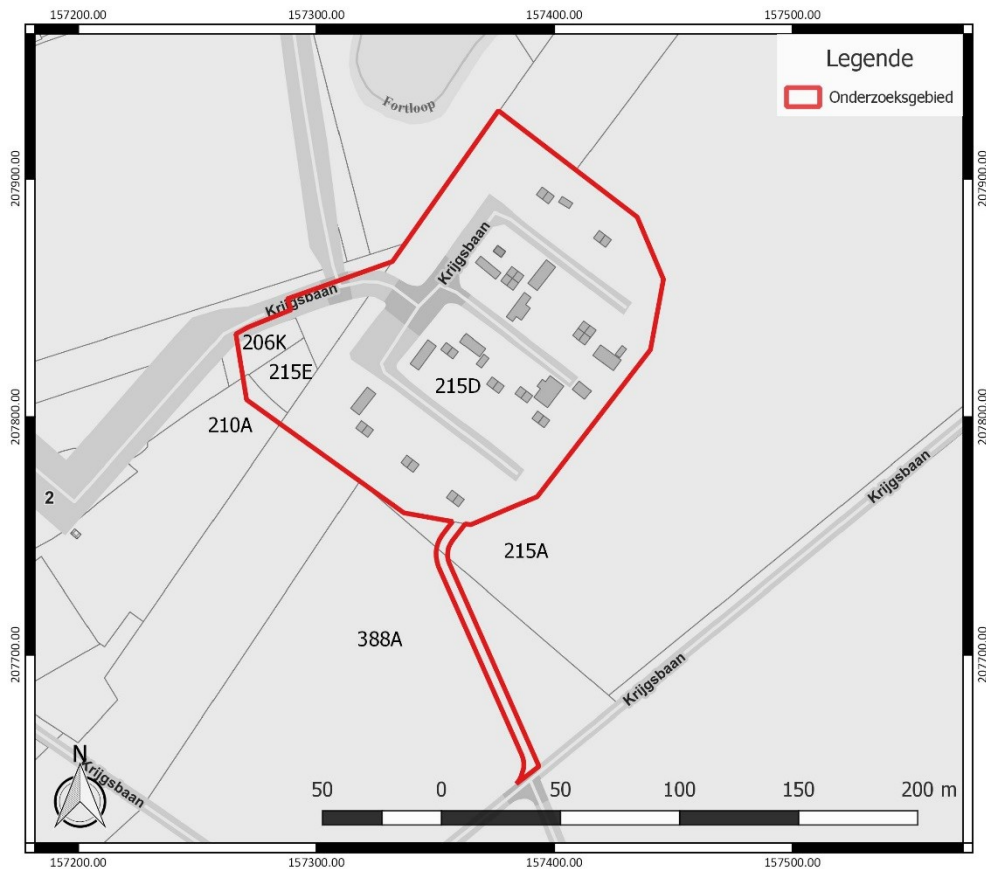 157200.00 157300.00 157400.00 157500.00
Legende
Onderzoeksgebied
Fortloop
207900.00 207900.00
Krijgsbaan
Krijgsbaan
206K
215E
215D
207800.00 207800.00
210A
Krijgsbaan
2
215A
388A
207700.00 207700.00
Krijgsbaan
N
Krijgsbaan
50 0 50 100 150 200 m
157200.00 157300.00 157400.00 157500.00